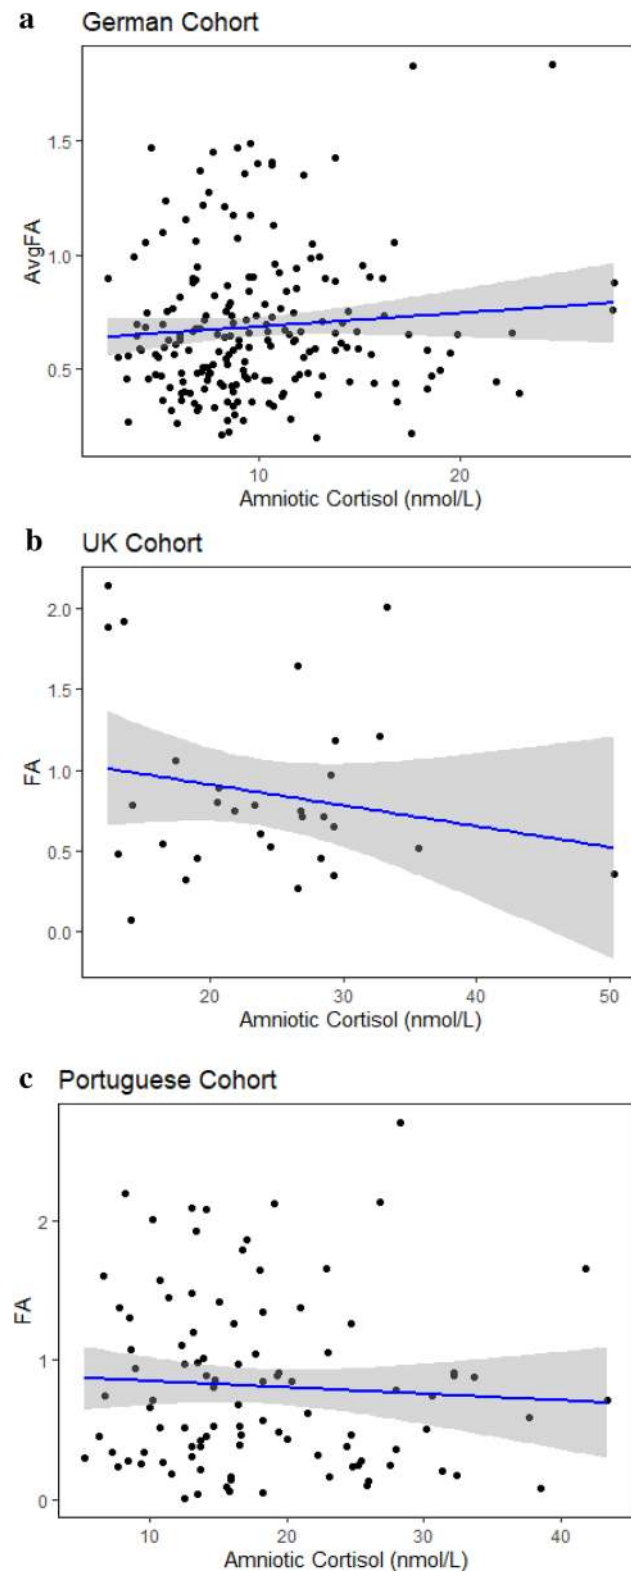 a German Cohort
1.5
1.0
0.5
AvgFA
10 20
Amniotic Cortisol (nmol/L)
b UK Cohort
2.0
1.5
1.0
0.5
0.0
FA
20 30 40 50
Amniotic Cortisol (nmol/L)
c Portuguese Cohort
2
1
0
FA
10 20 30 40
Amniotic Cortisol (nmol/L)